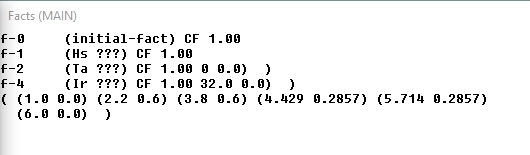 Facts (MAIN)
f-0     (initial-fact) CF 1.00
f-1     (Hs ???) CF 1.00
f-2     (Ta ???) CF 1.00 0 0.0)  )
f-4     (Ir ???) CF 1.00 32.0 0.0)  )
( (1.0 0.0) (2.2 0.6) (3.8 0.6) (4.429 0.2857) (5.714 0.2857)
  (6.0 0.0)  )